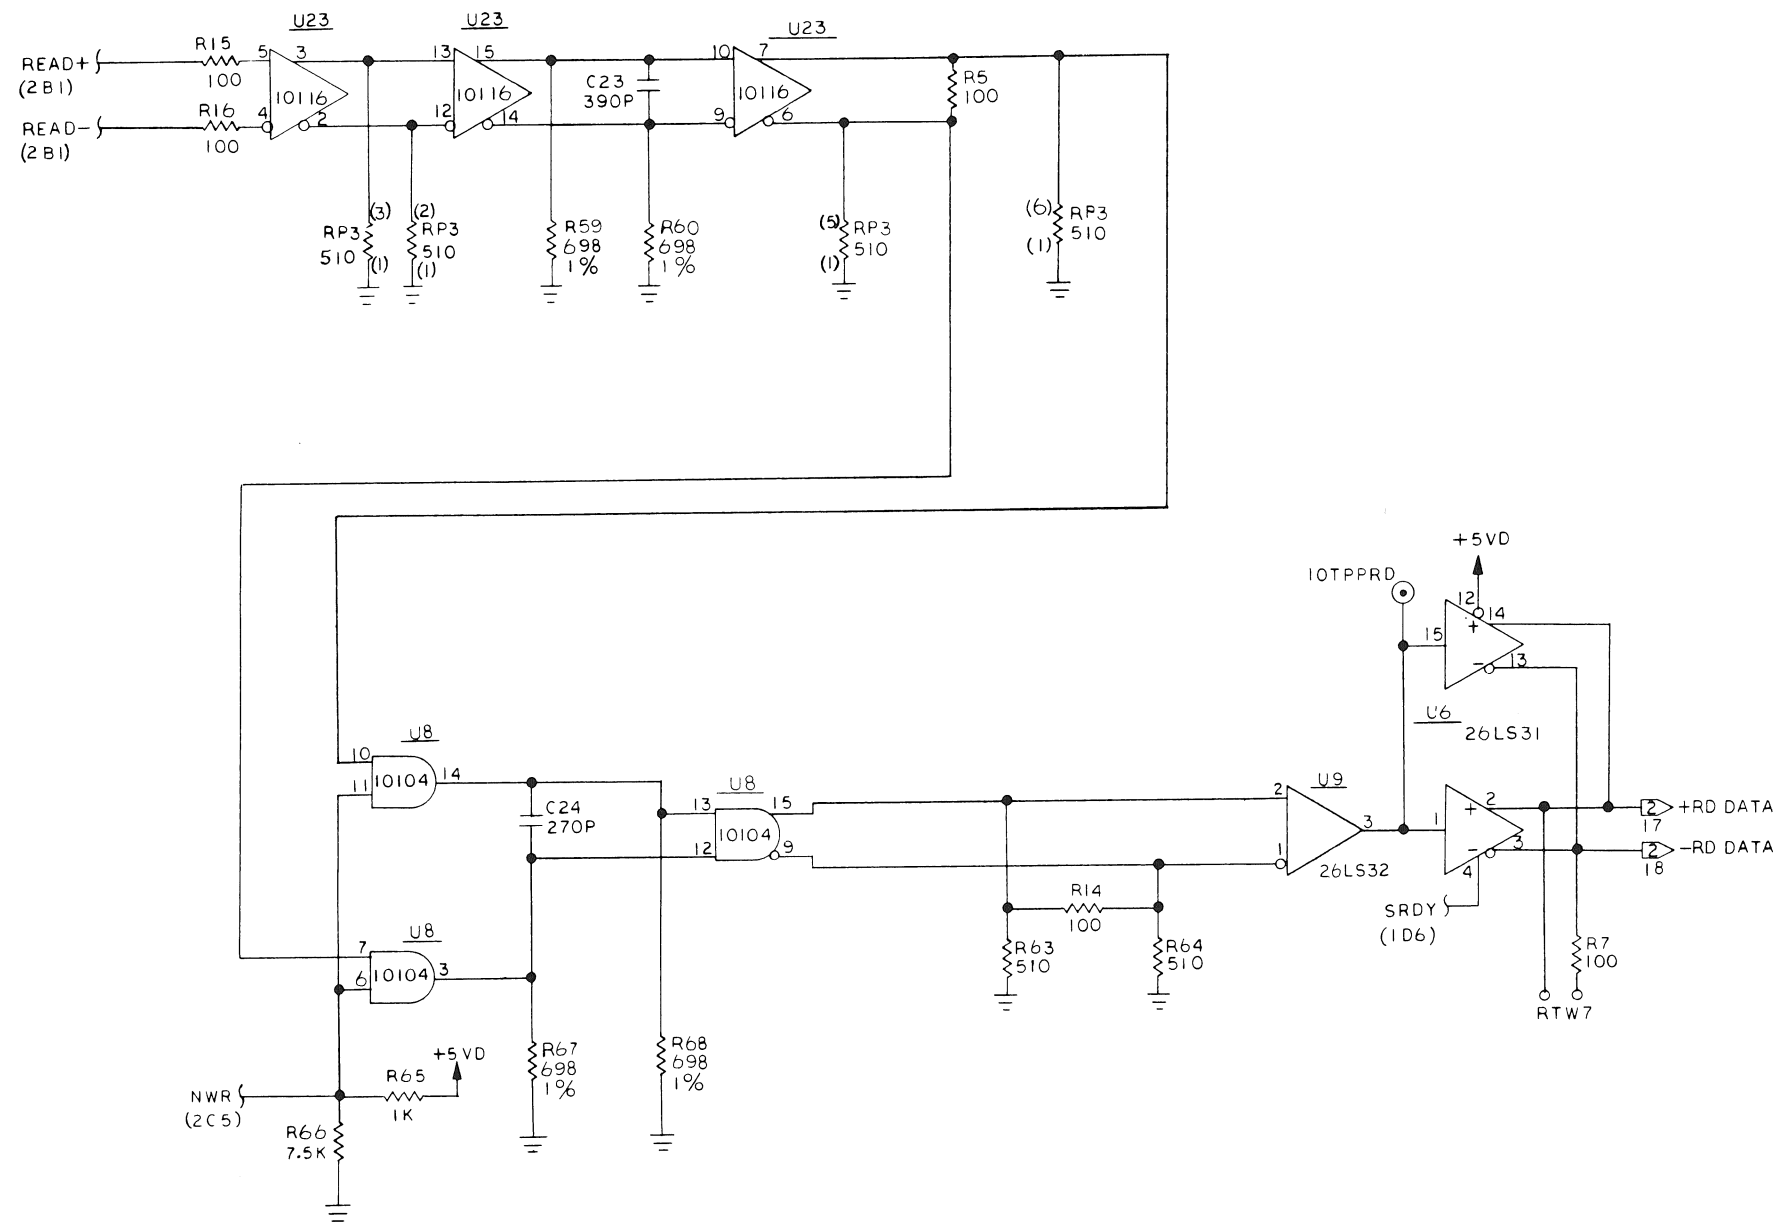 U23
U23
U23
READ+
(2B1)
R15
100
5
3
10116
13
15
10116
C23
390P
10
7
10116
R5
100
READ-
(2B1)
R16
100
4
2
12
14
9
6
(3)
RP3
510
(1)
(2)
RP3
510
(1)
R59
698
1%
R60
698
1%
(5)
RP3
510
(1)
(6)
RP3
510
(1)
+5VD
10TPPRD
12
14
+
15
-
13
U6
26LS31
U8
10
11
10104
14
C24
270P
U8
13
15
10104
12
9
U9
2
3
1
26LS32
1
+
2
-
3
4
2
17
+RD DATA
2
18
-RD DATA
SRDY
(1D6)
R14
100
R63
510
R64
510
R7
100
RTW7
U8
7
6
10104
3
+5VD
R65
1K
R67
698
1%
R68
698
1%
NWR
(2C5)
R66
7.5K